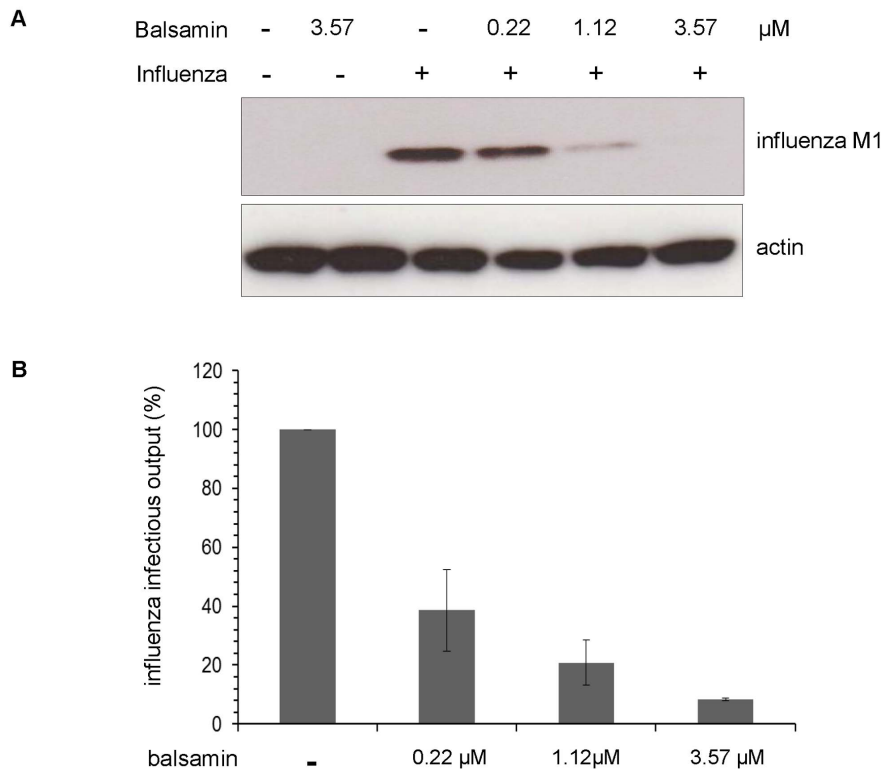 A
Balsamin - 3.57 - 0.22 1.12 3.57 µM
Influenza - - + + + +
influenza M1
actin
B
influenza infectious output (%)
120
100
80
60
40
20
0
balsamin - 0.22 µM 1.12µM 3.57 µM